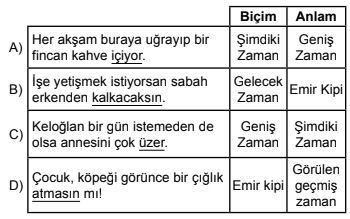 Biçim Anlam
A) Her akşam buraya uğrayıp bir fincan kahve içiyor. Şimdiki Zaman Geniş Zaman
B) İşe yetişmek istiyorsan sabah erkenden kalkacaksın. Gelecek Zaman Emir Kipi
C) Keloğlan bir gün istemeden de olsa annesini çok üzer. Geniş Zaman Şimdiki Zaman
D) Çocuk, köpeği görünce bir çığlık atmasın mı! Emir kipi Görülen geçmiş zaman